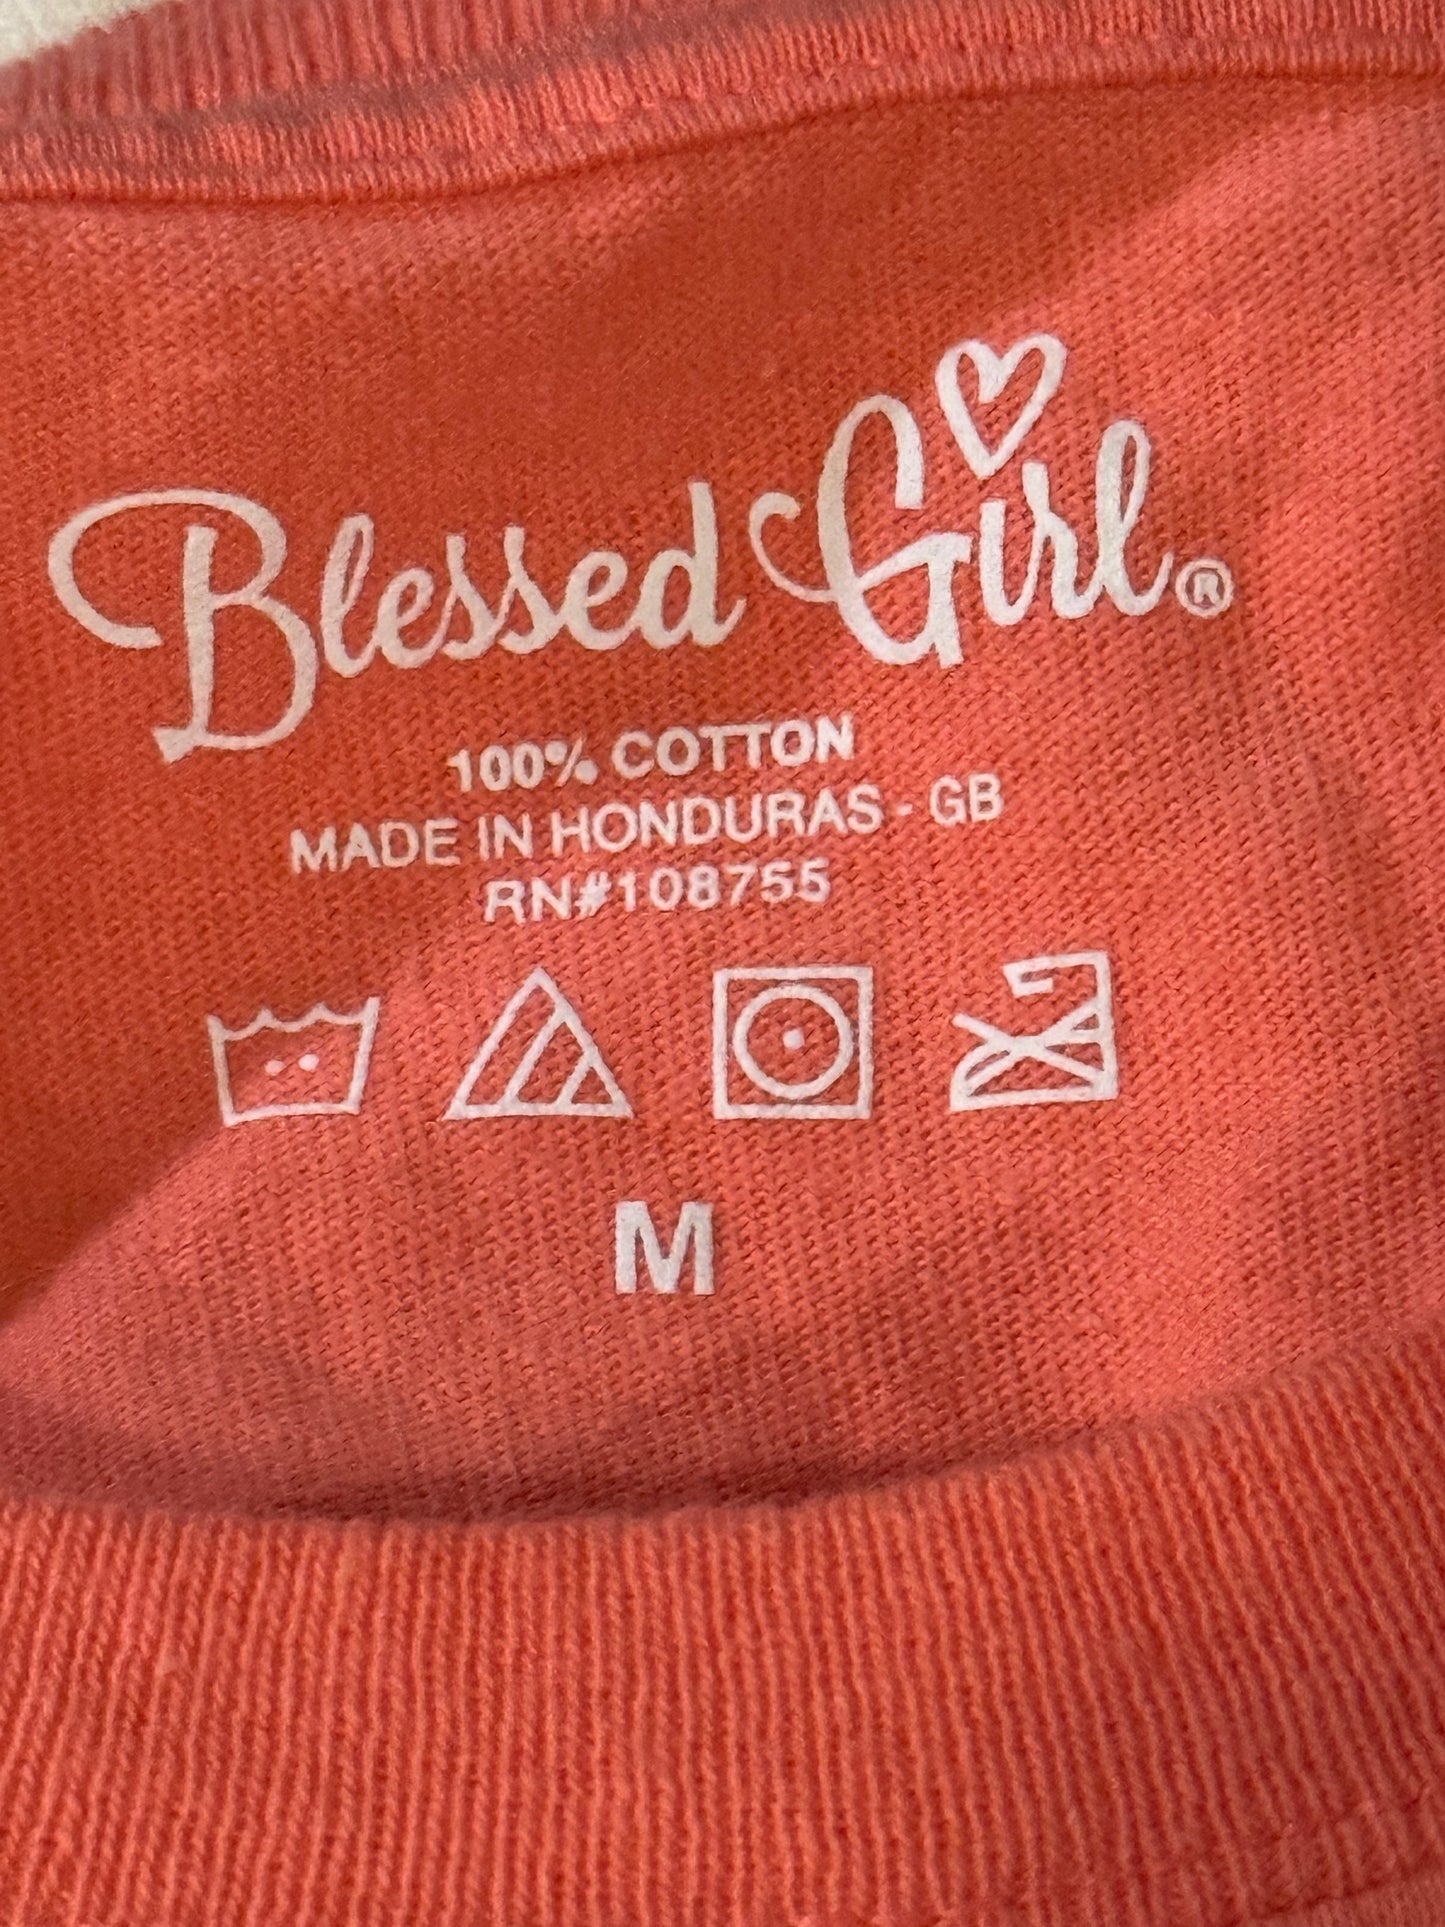 Blessed Girl®
100% COTTON
MADE IN HONDURAS - GB
RN#108755
M